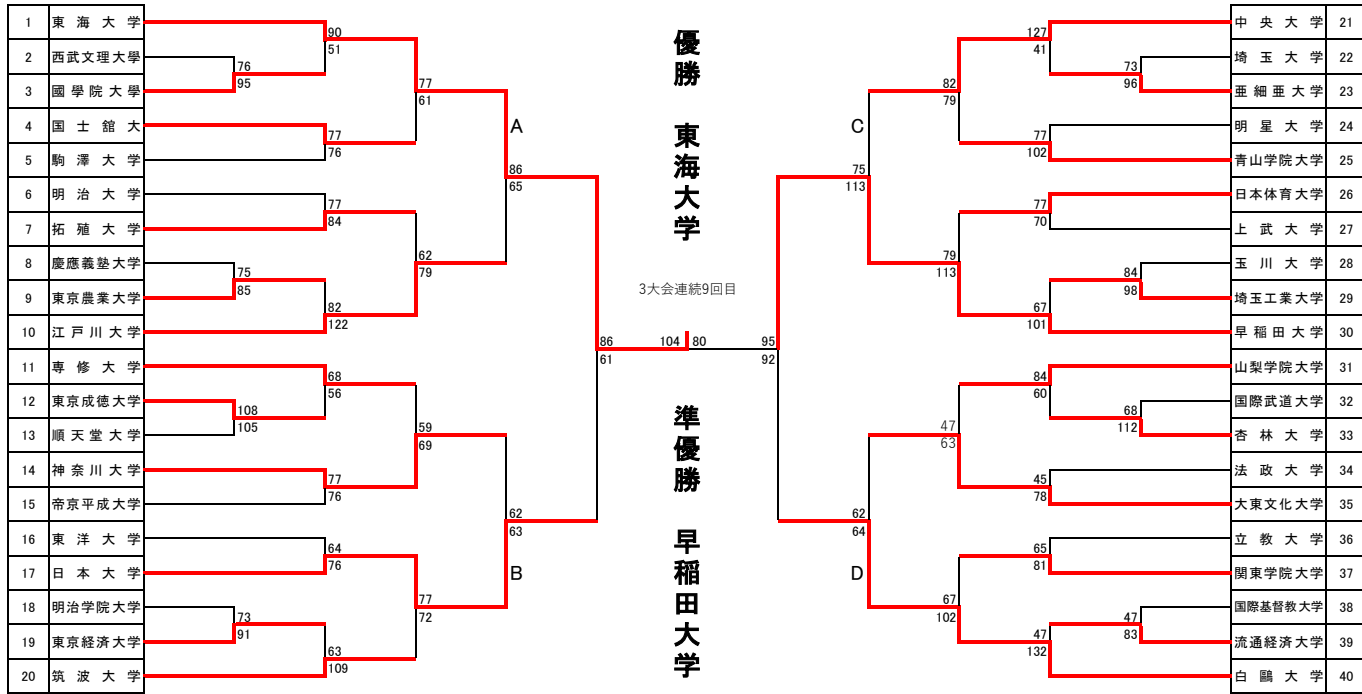 1 東海大学
2 西武文理大學
3 國學院大學
4 国士舘大
5 駒澤大学
6 明治大学
7 拓殖大学
8 慶應義塾大学
9 東京農業大学
10 江戸川大学
11 専修大学
12 東京成徳大学
13 順天堂大学
14 神奈川大学
15 帝京平成大学
16 東洋大学
17 日本大学
18 明治学院大学
19 東京経済大学
20 筑波大学
90
51
76
95
77
76
77
84
75
85
82
122
68
56
108
105
77
76
64
76
73
91
63
109
77
61
62
79
59
69
77
72
A
86
65
62
63
B
86
61
優勝 東海大学
3大会連続9回目
104 80
準優勝 早稲田大学
95
92
C
75
113
62
64
D
82
79
79
113
47
63
67
102
127
41
73
96
77
102
77
70
84
98
67
101
84
60
68
112
45
78
65
81
47
83
47
132
中央大学 21
埼玉大学 22
亜細亜大学 23
明星大学 24
青山学院大学 25
日本体育大学 26
上武大学 27
玉川大学 28
埼玉工業大学 29
早稲田大学 30
山梨学院大学 31
国際武道大学 32
杏林大学 33
法政大学 34
大東文化大学 35
立教大学 36
関東学院大学 37
国際基督教大学 38
流通経済大学 39
白鷗大学 40